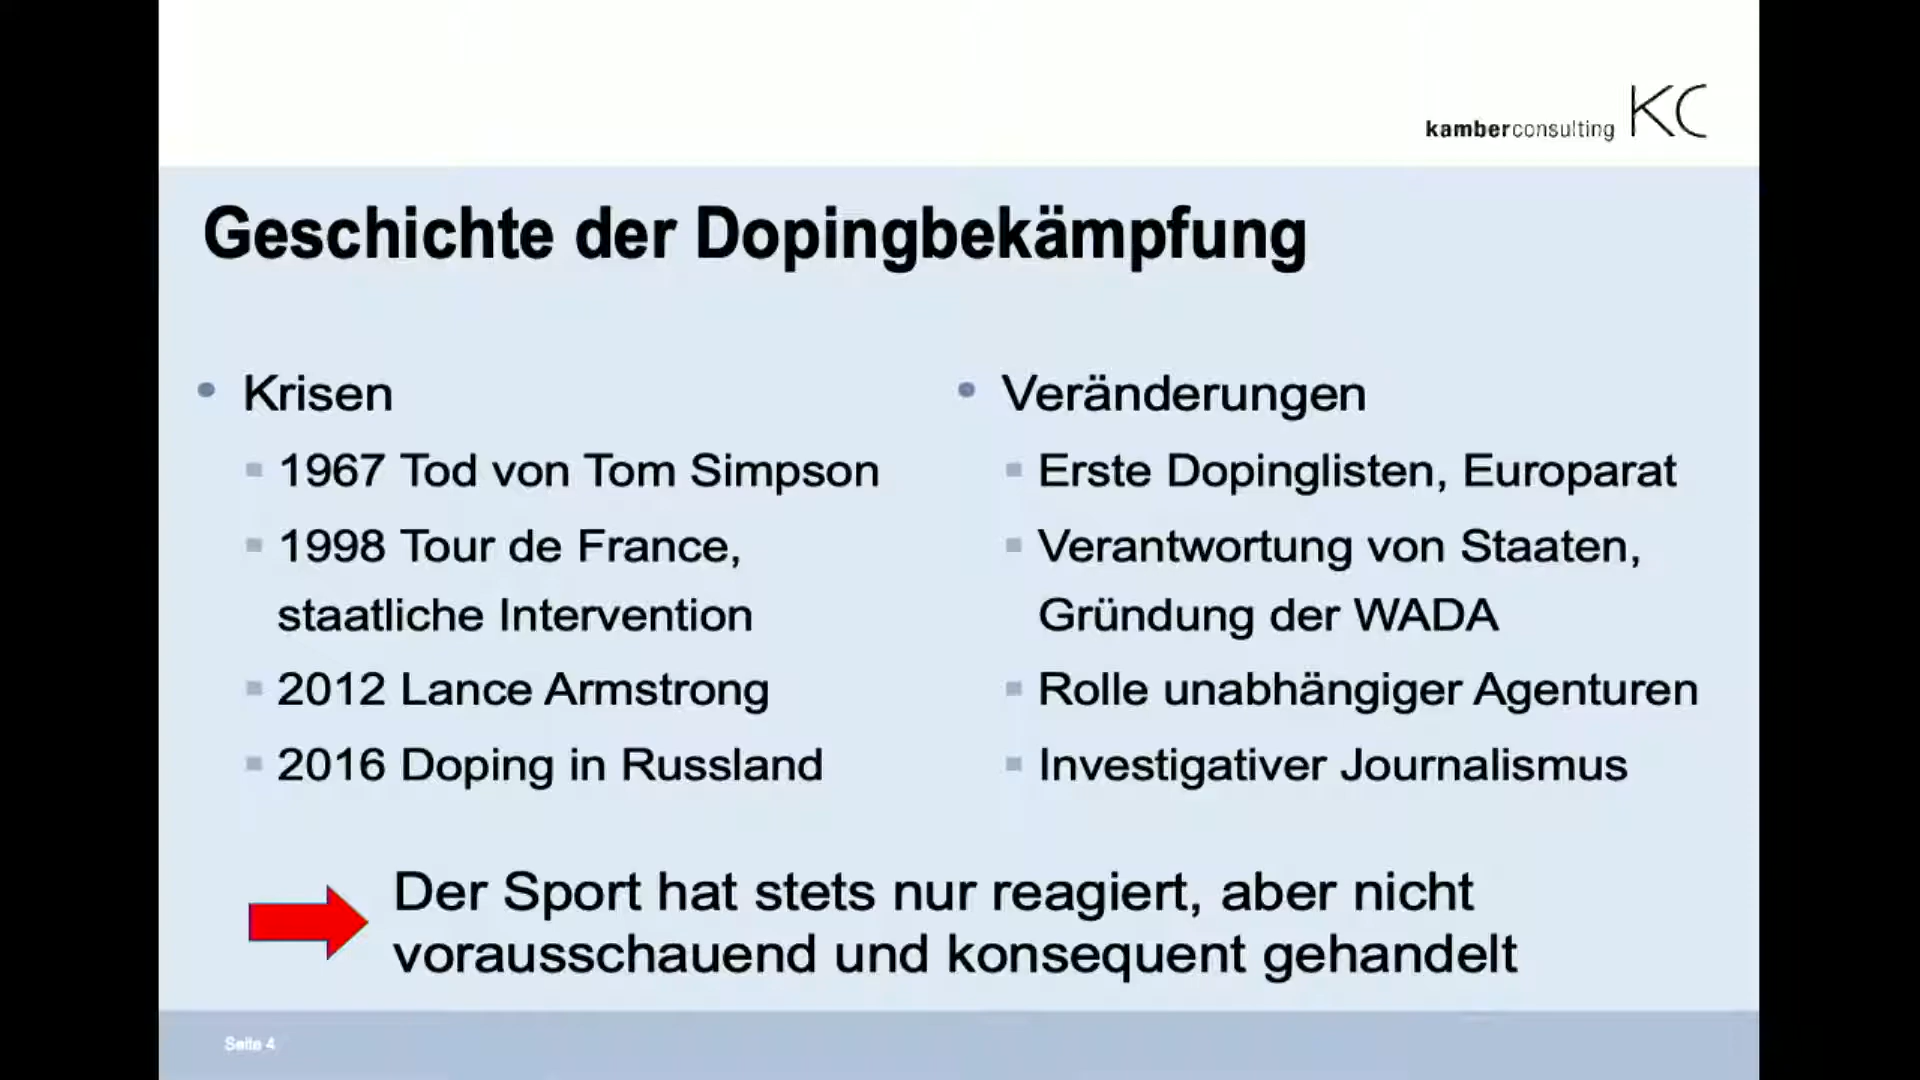 kamberconsulting KC
Geschichte der Dopingbekämpfung
Krisen
1967 Tod von Tom Simpson
1998 Tour de France,
staatliche Intervention
2012 Lance Armstrong
2016 Doping in Russland
Veränderungen
Erste Dopinglisten, Europarat
Verantwortung von Staaten,
Gründung der WADA
Rolle unabhängiger Agenturen
Investigativer Journalismus
Der Sport hat stets nur reagiert, aber nicht
vorausschauend und konsequent gehandelt
Seite 4